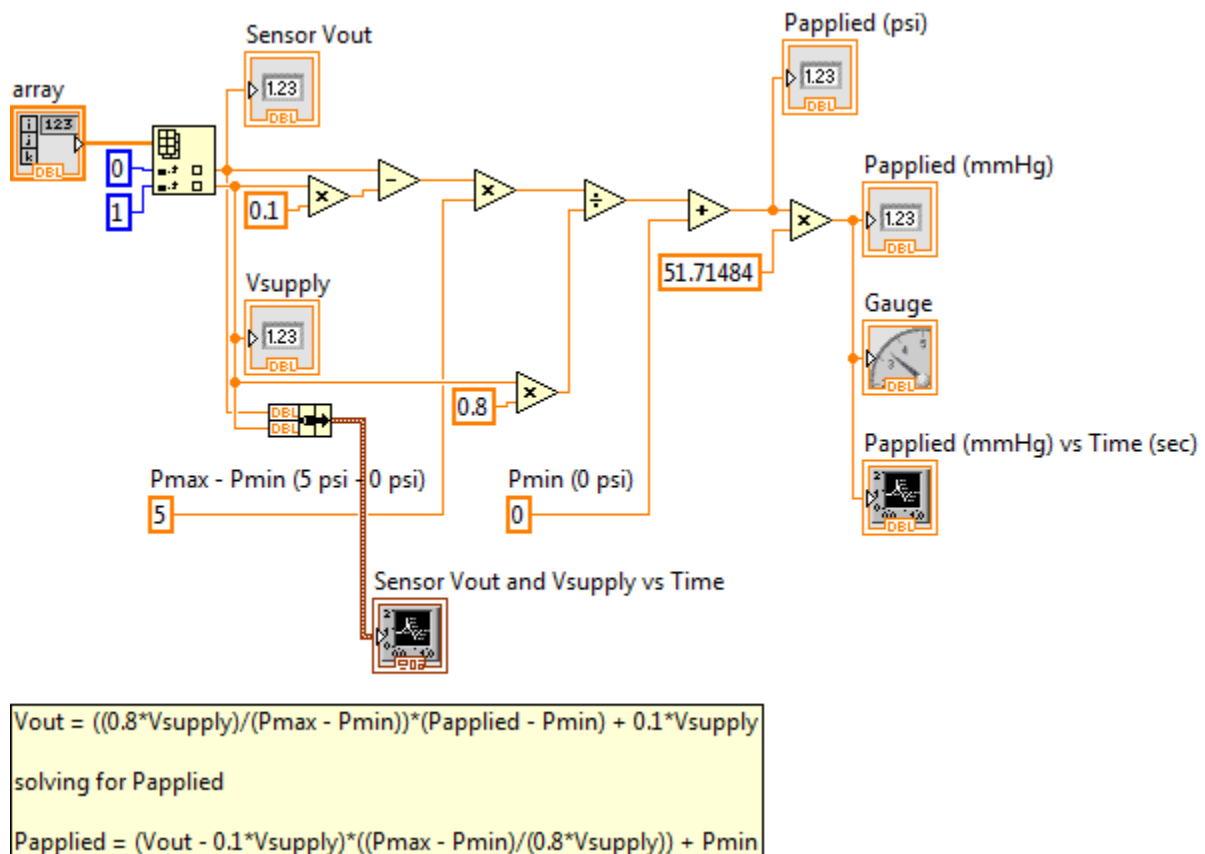 Sensor Vout
Papplied (psi)
1.23
DBL
1.23
DBL
array
i 123
j
k
DBL
0
1
Papplied (mmHg)
1.23
DBL
0.1
×
-
×
÷
+
×
51.71484
Vsupply
1.23
DBL
Gauge
3 4 5
DBL
0.8
×
DBL
DBL
Pmax - Pmin (5 psi - 0 psi)
5
Pmin (0 psi)
0
Papplied (mmHg) vs Time (sec)
DBL
Sensor Vout and Vsupply vs Time
Vout = ((0.8*Vsupply)/(Pmax - Pmin))*(Papplied - Pmin) + 0.1*Vsupply
solving for Papplied
Papplied = (Vout - 0.1*Vsupply)*((Pmax - Pmin)/(0.8*Vsupply)) + Pmin